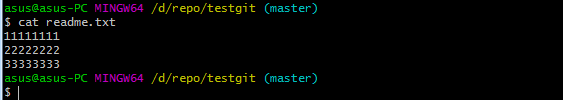 asus@asus-PC MINGW64 /d/repo/testgit (master)
$ cat readme.txt
11111111
22222222
33333333
asus@asus-PC MINGW64 /d/repo/testgit (master)
$